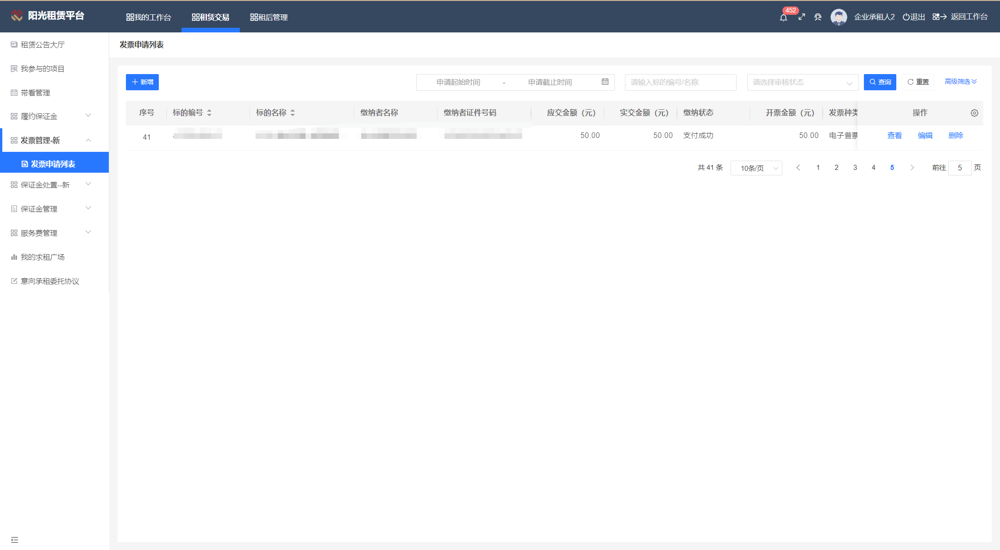 阳光租赁平台
我的工作台
租赁交易
租后管理
452
企业承租人2
退出
返回工作台
租赁公告大厅
我参与的项目
带看管理
履约保证金
发票管理-新
发票申请列表
保证金处置--新
保证金管理
服务费管理
我的求租广场
意向承租委托协议
发票申请列表
新增
申请起始时间 - 申请截止时间
请输入标的编号/名称
请选择审核状态
查询
重置
高级筛选
序号 标的编号 标的名称 缴纳者名称 缴纳者证件号码 应交金额（元） 实交金额（元） 缴纳状态 开票金额（元） 发票种类 操作
41 50.00 50.00 支付成功 50.00 电子普票 查看 编辑 删除
共 41 条 10条/页 1 2 3 4 5 前往 5 页